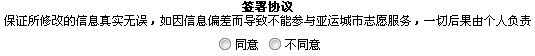 签署协议
保证所修改的信息真实无误，如因信息偏差而导致不能参与亚运城市志愿服务，一切后果由个人负责
同意 不同意